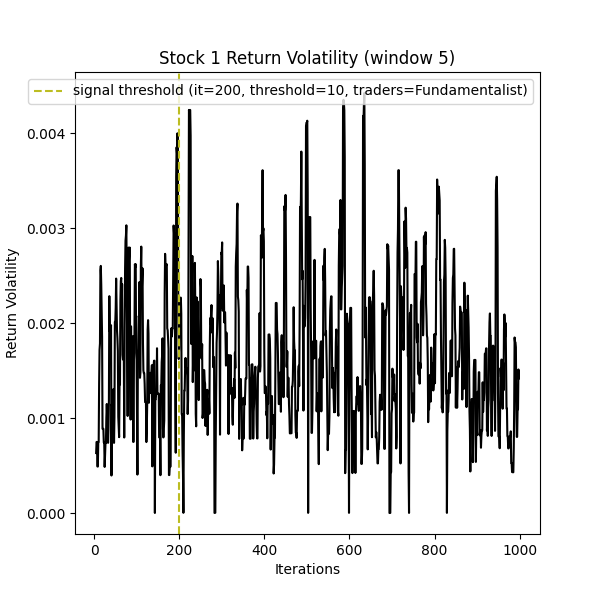 Stock 1 Return Volatility (window 5)
signal threshold (it=200, threshold=10, traders=Fundamentalist)
0.004
0.003
0.002
0.001
0.000
Return Volatility
0 200 400 600 800 1000
Iterations